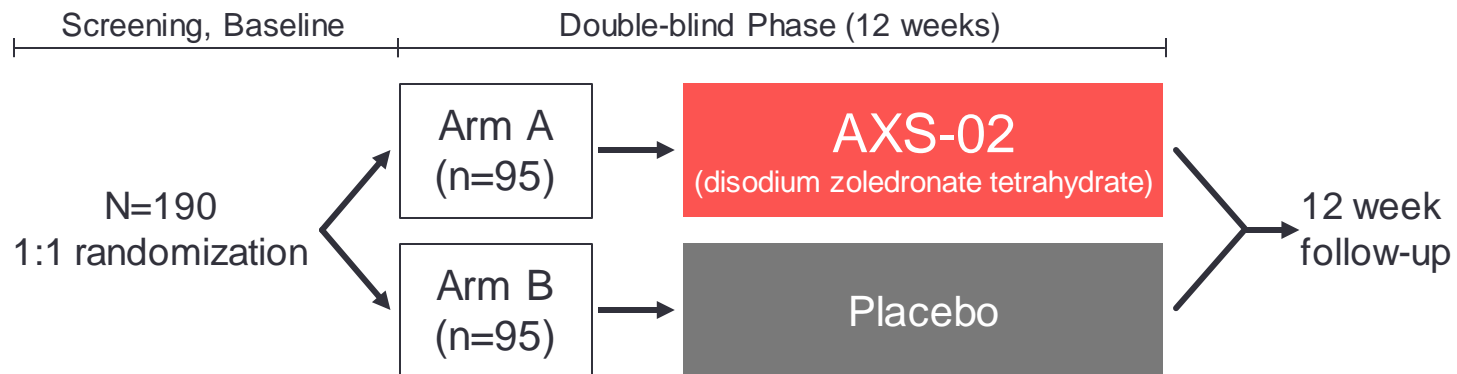 Screening, Baseline
Double-blind Phase (12 weeks)
N=190
1:1 randomization
Arm A
(n=95)
AXS-02
(disodium zoledronate tetrahydrate)
Arm B
(n=95)
Placebo
12 week
follow-up